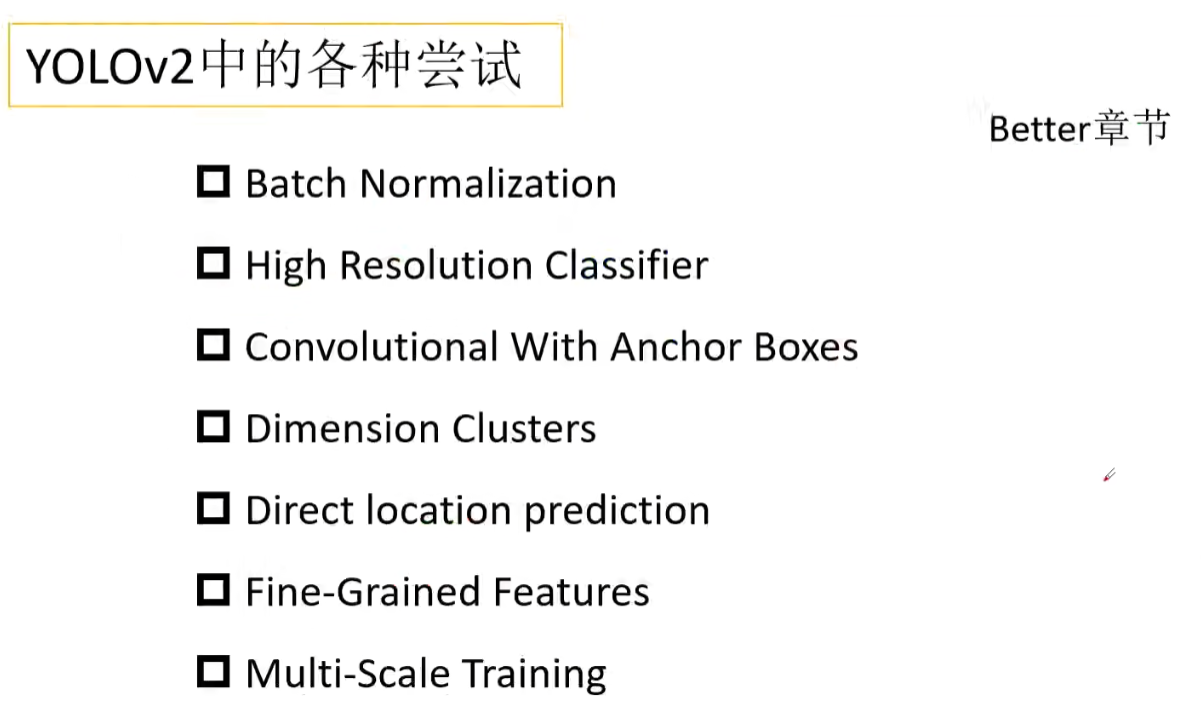 YOLOv2中的各种尝试
Better章节
Batch Normalization
High Resolution Classifier
Convolutional With Anchor Boxes
Dimension Clusters
Direct location prediction
Fine-Grained Features
Multi-Scale Training